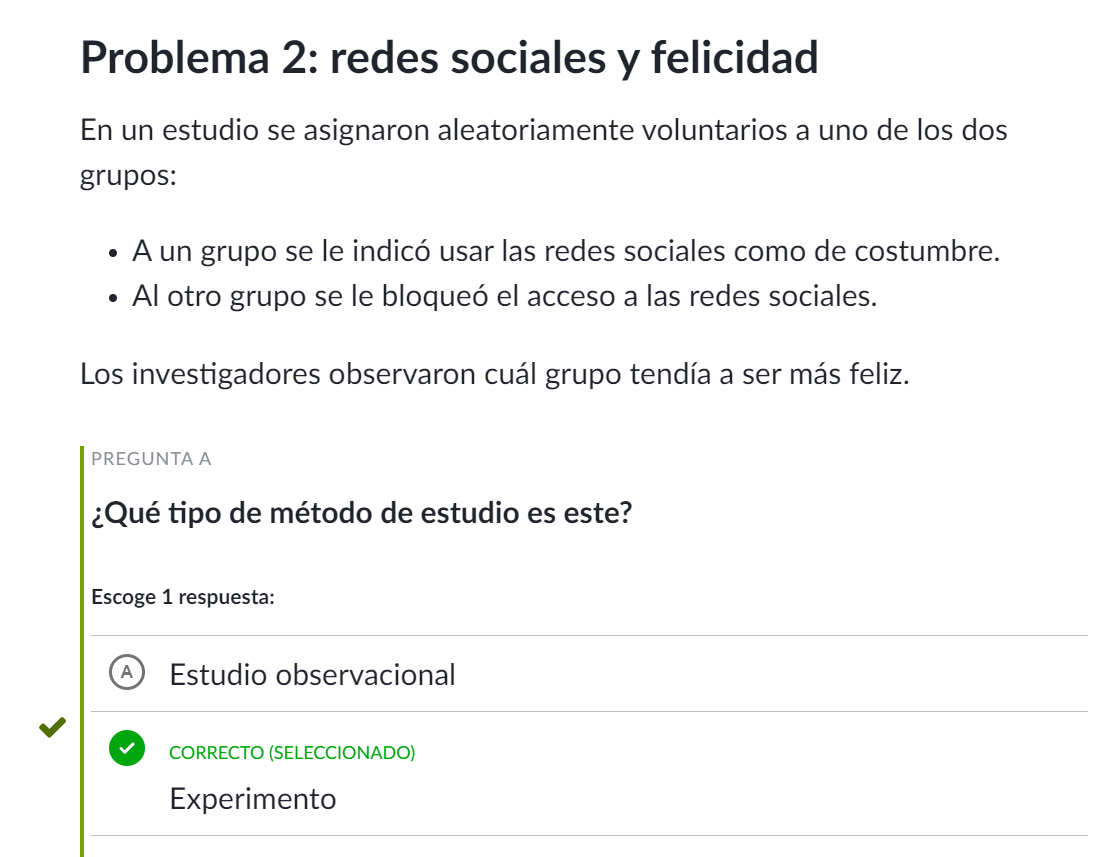 Problema 2: redes sociales y felicidad
En un estudio se asignaron aleatoriamente voluntarios a uno de los dos
grupos:
• A un grupo se le indicó usar las redes sociales como de costumbre.
• Al otro grupo se le bloqueó el acceso a las redes sociales.
Los investigadores observaron cuál grupo tendía a ser más feliz.
PREGUNTA A
¿Qué tipo de método de estudio es este?
Escoge 1 respuesta:
A Estudio observacional
CORRECTO (SELECCIONADO)
Experimento